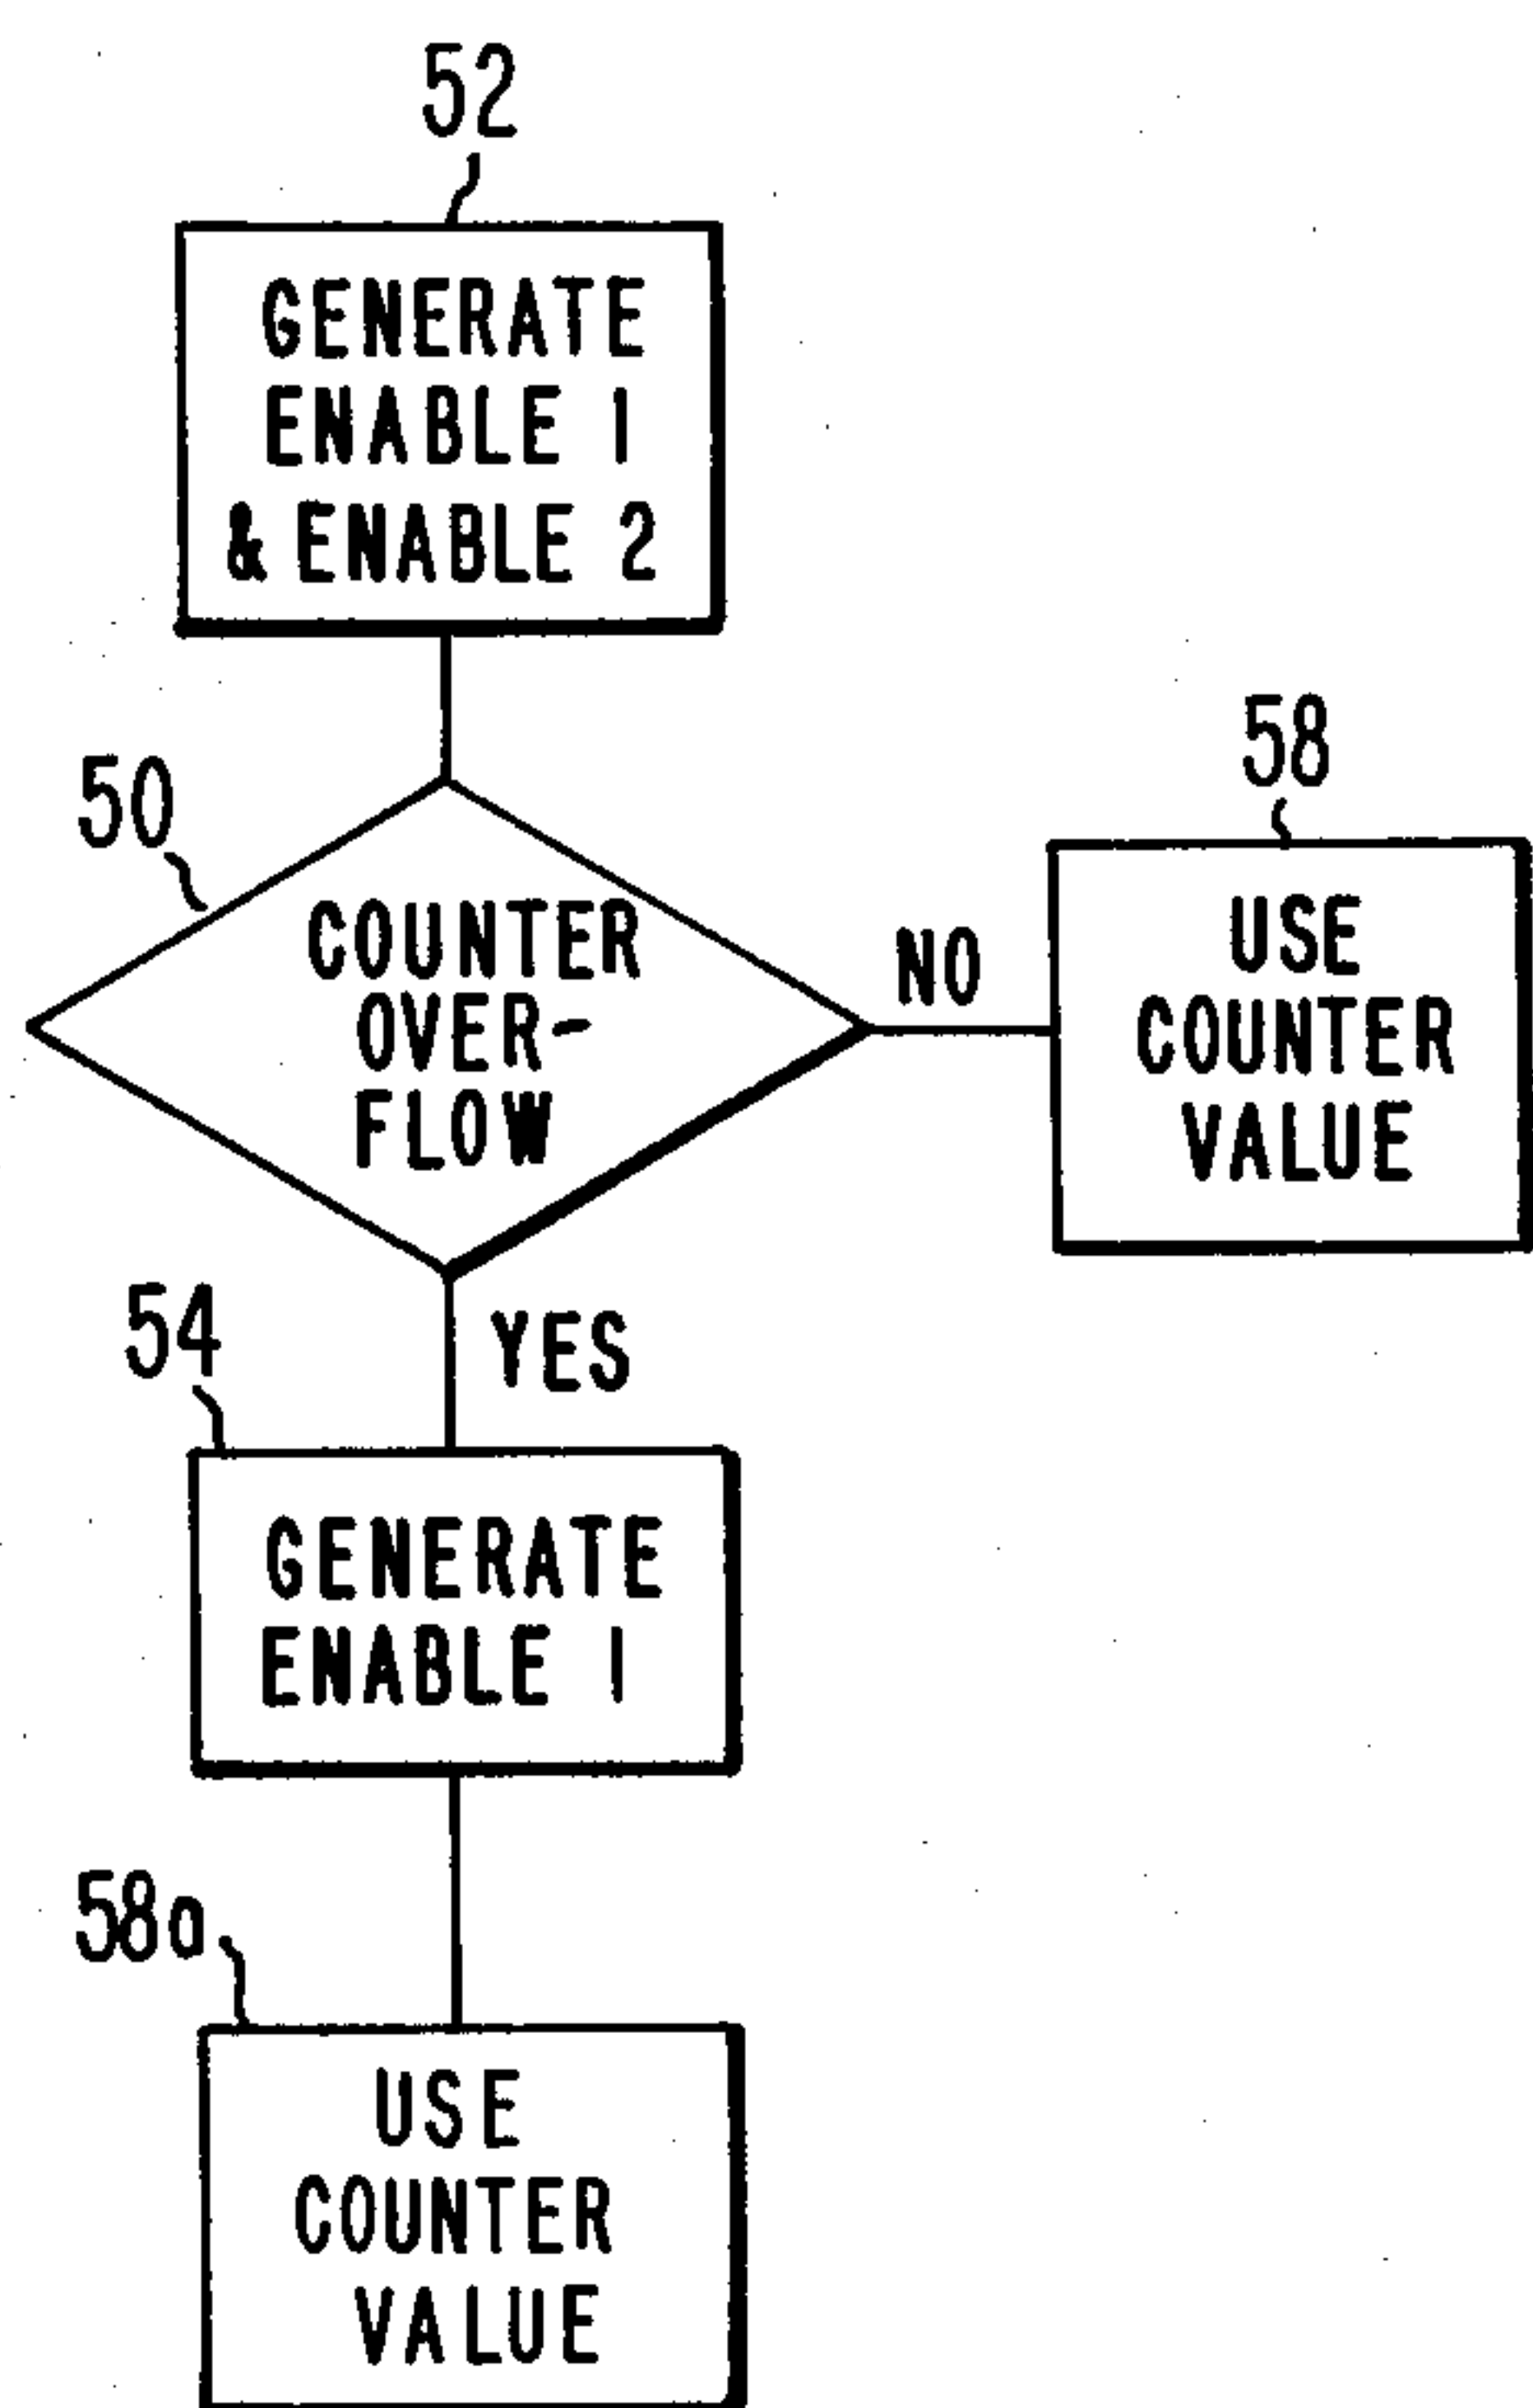 52
GENERATE
ENABLE 1
& ENABLE 2
50
COUNTER
OVER-
FLOW
NO
58
USE
COUNTER
VALUE
YES
54
GENERATE
ENABLE 1
58a
USE
COUNTER
VALUE